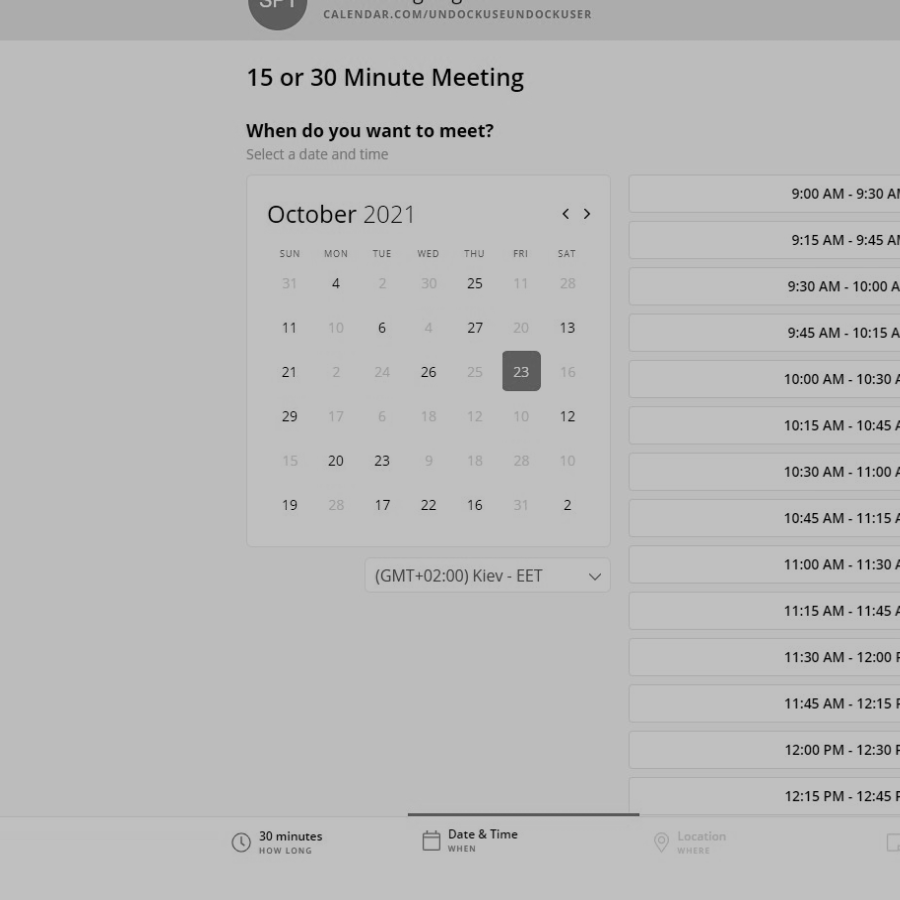 SPT
CALENDAR.COM/UNDOCKUSEUNDOCKUSER
15 or 30 Minute Meeting
When do you want to meet?
Select a date and time
October 2021
SUN MON TUE WED THU FRI SAT
31 4 2 30 25 11 28
11 10 6 4 27 20 13
21 2 24 26 25 23 16
29 17 6 18 12 10 12
15 20 23 9 18 28 10
19 28 17 22 16 31 2
(GMT+02:00) Kiev - EET
9:00 AM - 9:30 AM
9:15 AM - 9:45 AM
9:30 AM - 10:00 A
9:45 AM - 10:15 A
10:00 AM - 10:30 A
10:15 AM - 10:45 A
10:30 AM - 11:00 A
10:45 AM - 11:15 A
11:00 AM - 11:30 A
11:15 AM - 11:45 A
11:30 AM - 12:00 P
11:45 AM - 12:15 P
12:00 PM - 12:30 P
12:15 PM - 12:45 P
30 minutes
HOW LONG
Date & Time
WHEN
Location
WHERE